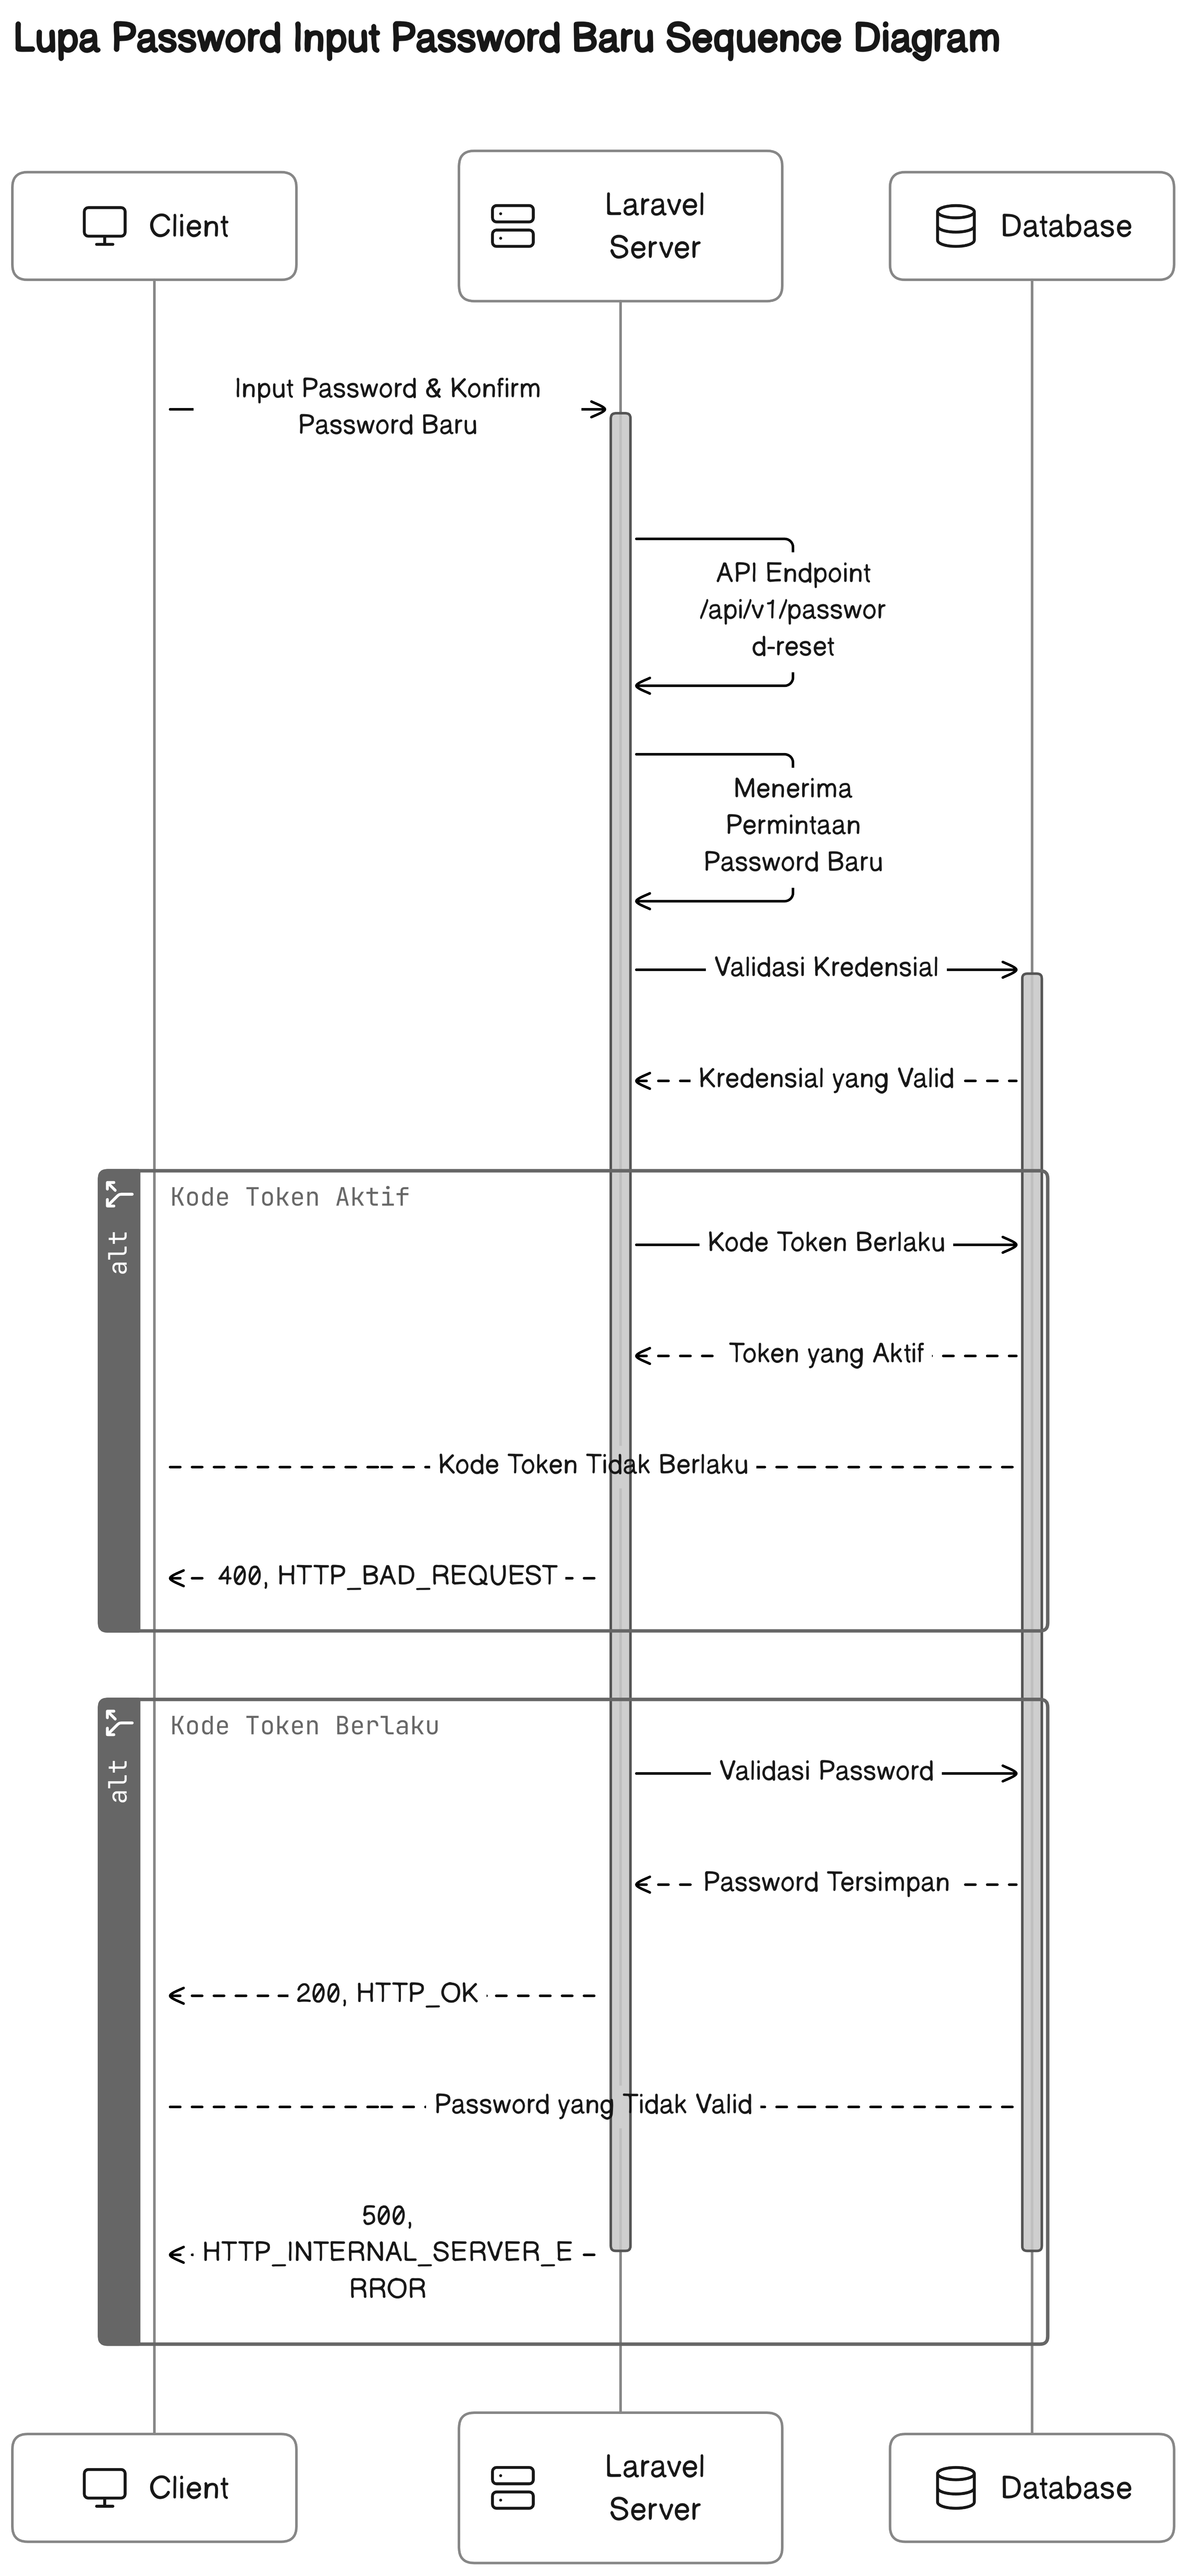 Lupa Password Input Password Baru Sequence Diagram
Client
Laravel
Server
Database
Input Password & Konfirm
Password Baru
API Endpoint
/api/v1/passwor
d-reset
Menerima
Permintaan
Password Baru
Validasi Kredensial
Kredensial yang Valid
alt
Kode Token Aktif
Kode Token Berlaku
Token yang Aktif
Kode Token Tidak Berlaku
400, HTTP_BAD_REQUEST
alt
Kode Token Berlaku
Validasi Password
Password Tersimpan
200, HTTP_OK
Password yang Tidak Valid
500,
HTTP_INTERNAL_SERVER_E
RROR
Client
Laravel
Server
Database